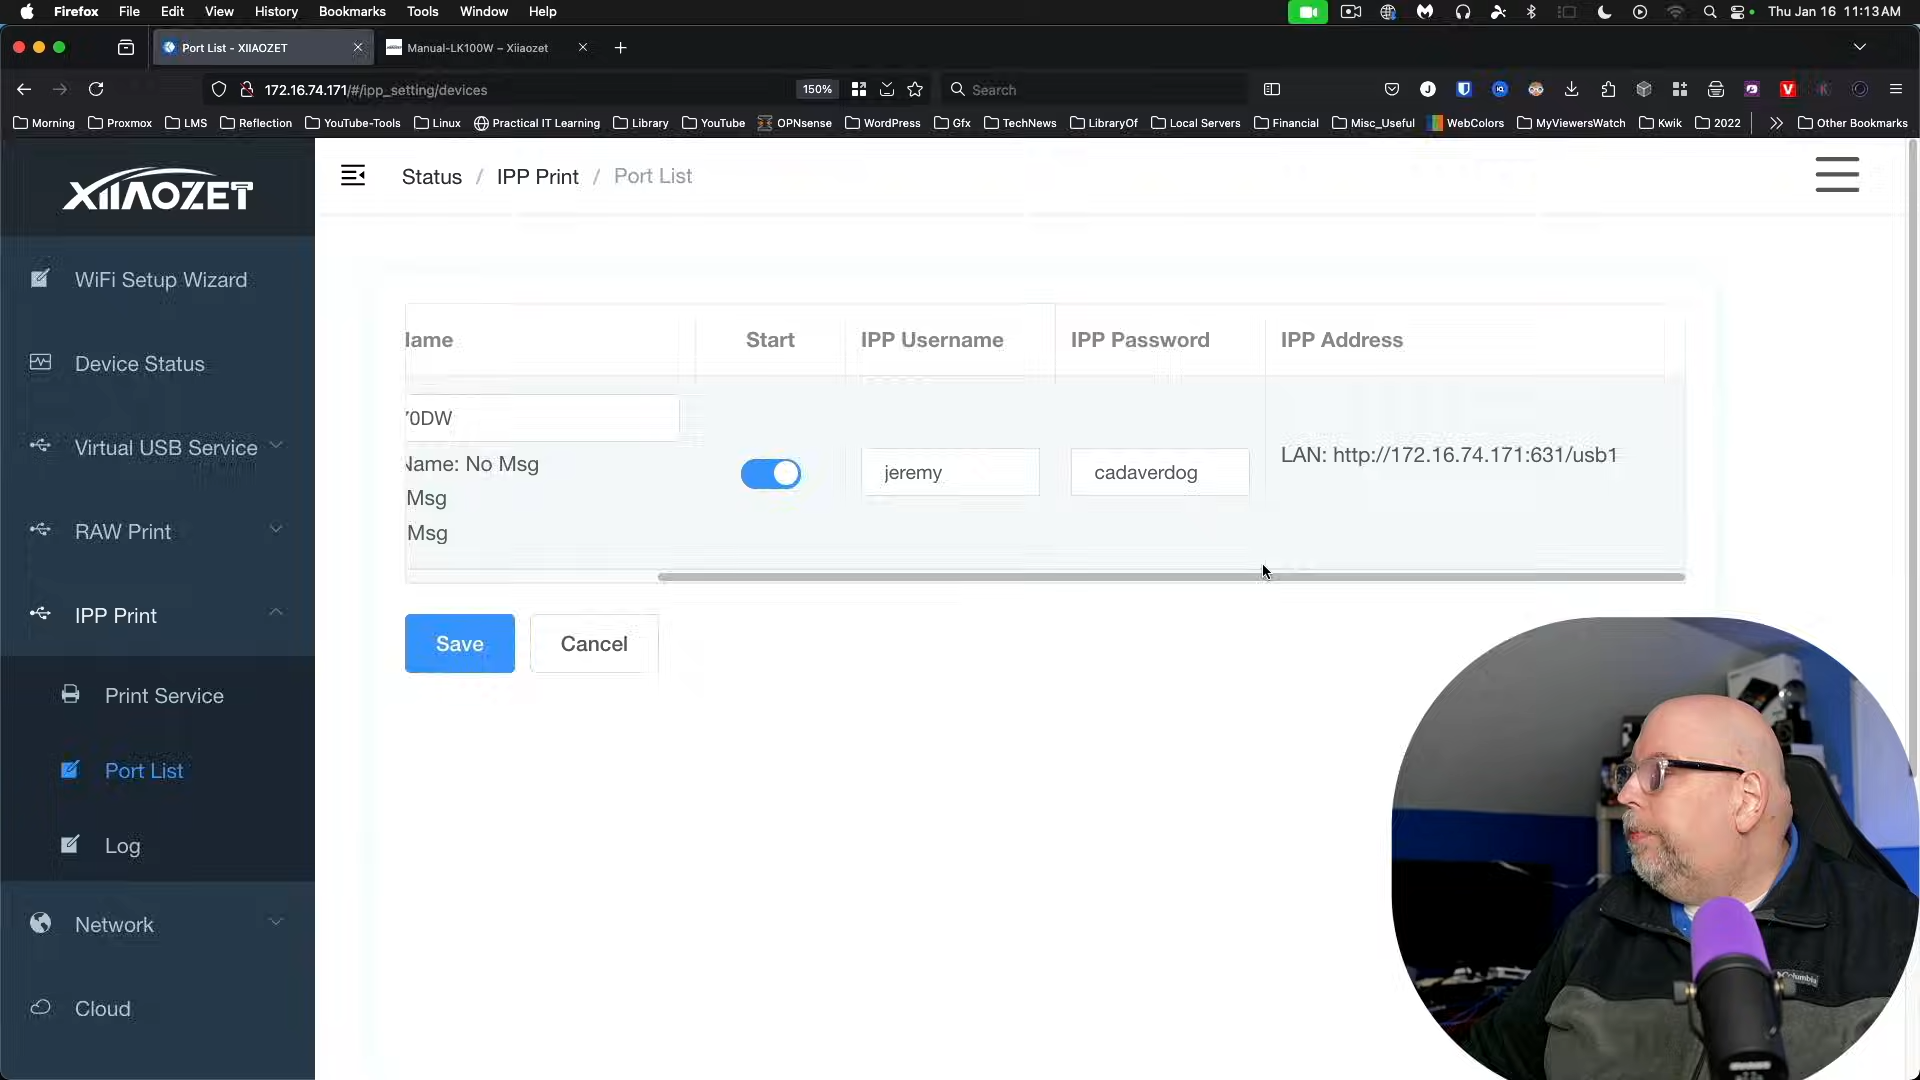 Firefox File Edit View History Bookmarks Tools Window Help Thu Jan 16 11:13 AM
Port List - XIIAOZET Manual-LK100W – Xiiaozet
172.16.74.171/#/ipp_setting/devices 150% Search
Morning Proxmox LMS Reflection YouTube-Tools Linux Practical IT Learning Library YouTube OPNsense WordPress Gfx TechNews LibraryOf Local Servers Financial Misc_Useful WebColors MyViewersWatch Kwik 2022 Other Bookmarks
XIIAOZET
Status / IPP Print / Port List
WiFi Setup Wizard
Device Status
Virtual USB Service
RAW Print
IPP Print
Print Service
Port List
Log
Network
Cloud
Name Start IPP Username IPP Password IPP Address
70DW
Name: No Msg
Msg
Msg
jeremy cadaverdog LAN: http://172.16.74.171:631/usb1
Save Cancel
Columbia